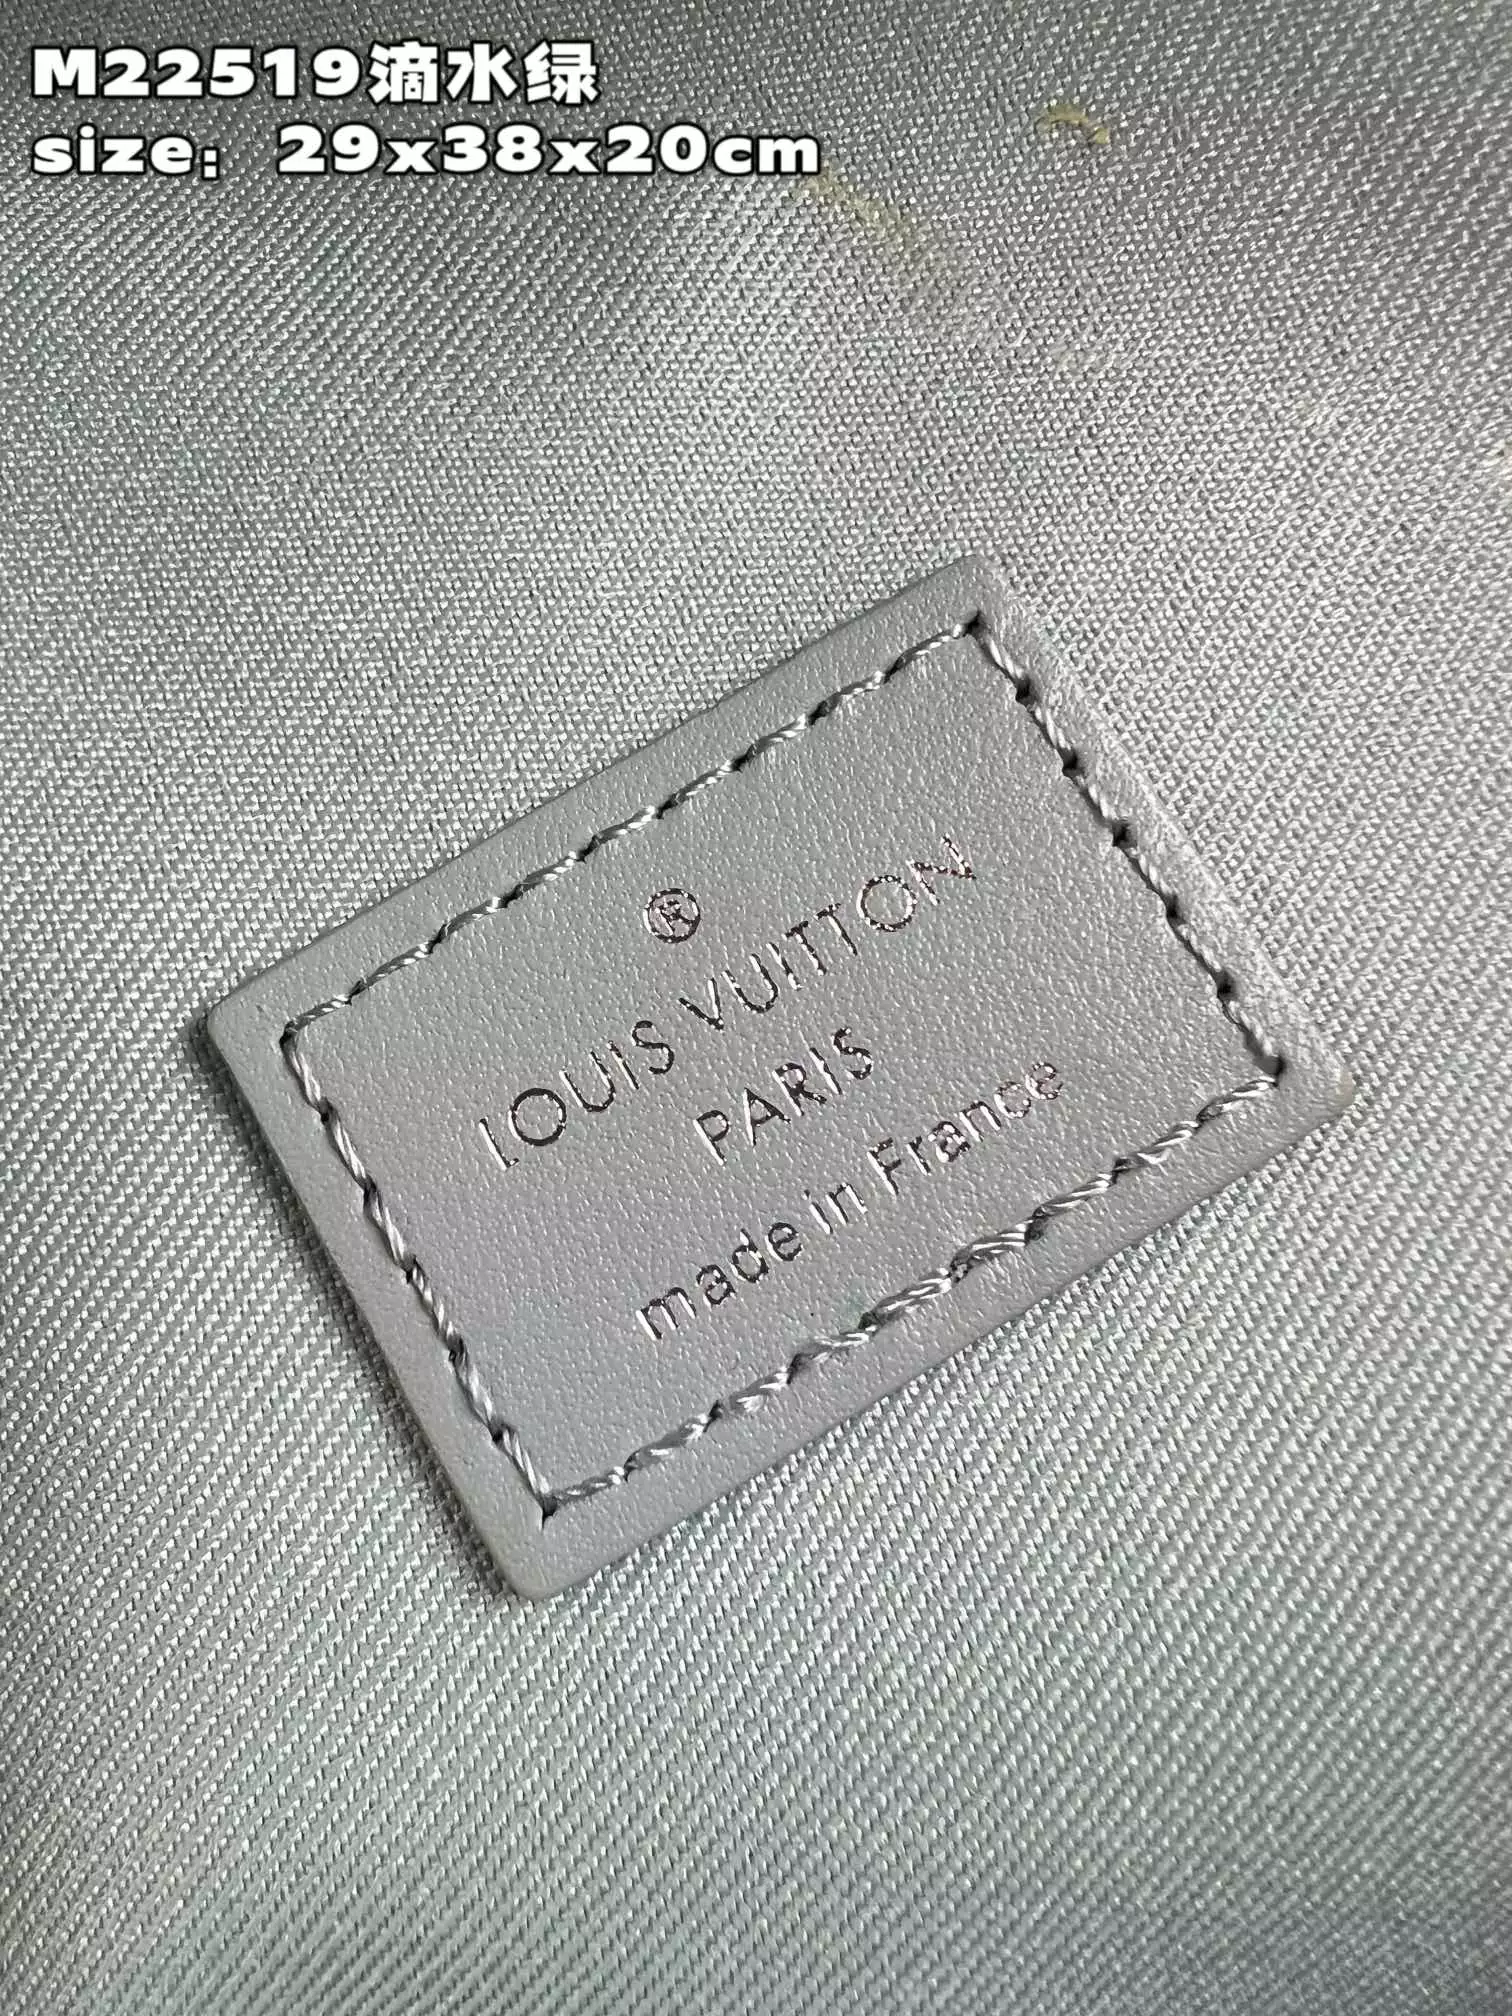 M22519滴水绿
size: 29x38x20cm
®
LOUIS VUITTON
PARIS
made in France